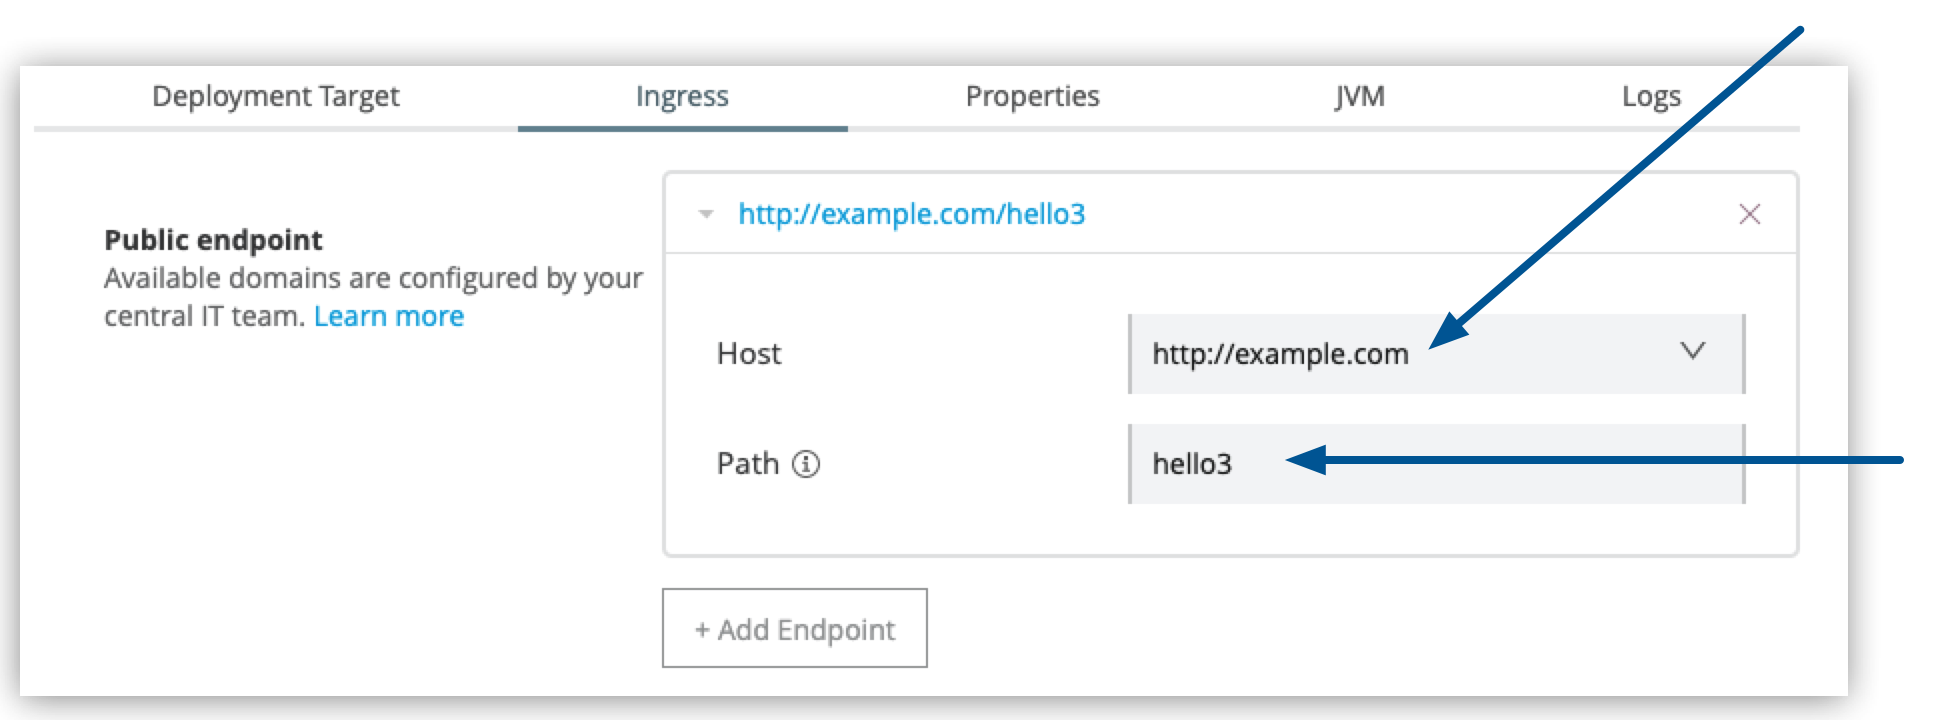 Deployment Target Ingress Properties JVM Logs
http://example.com/hello3
Public endpoint
Available domains are configured by your
central IT team. Learn more
Host http://example.com
Path hello3
+ Add Endpoint